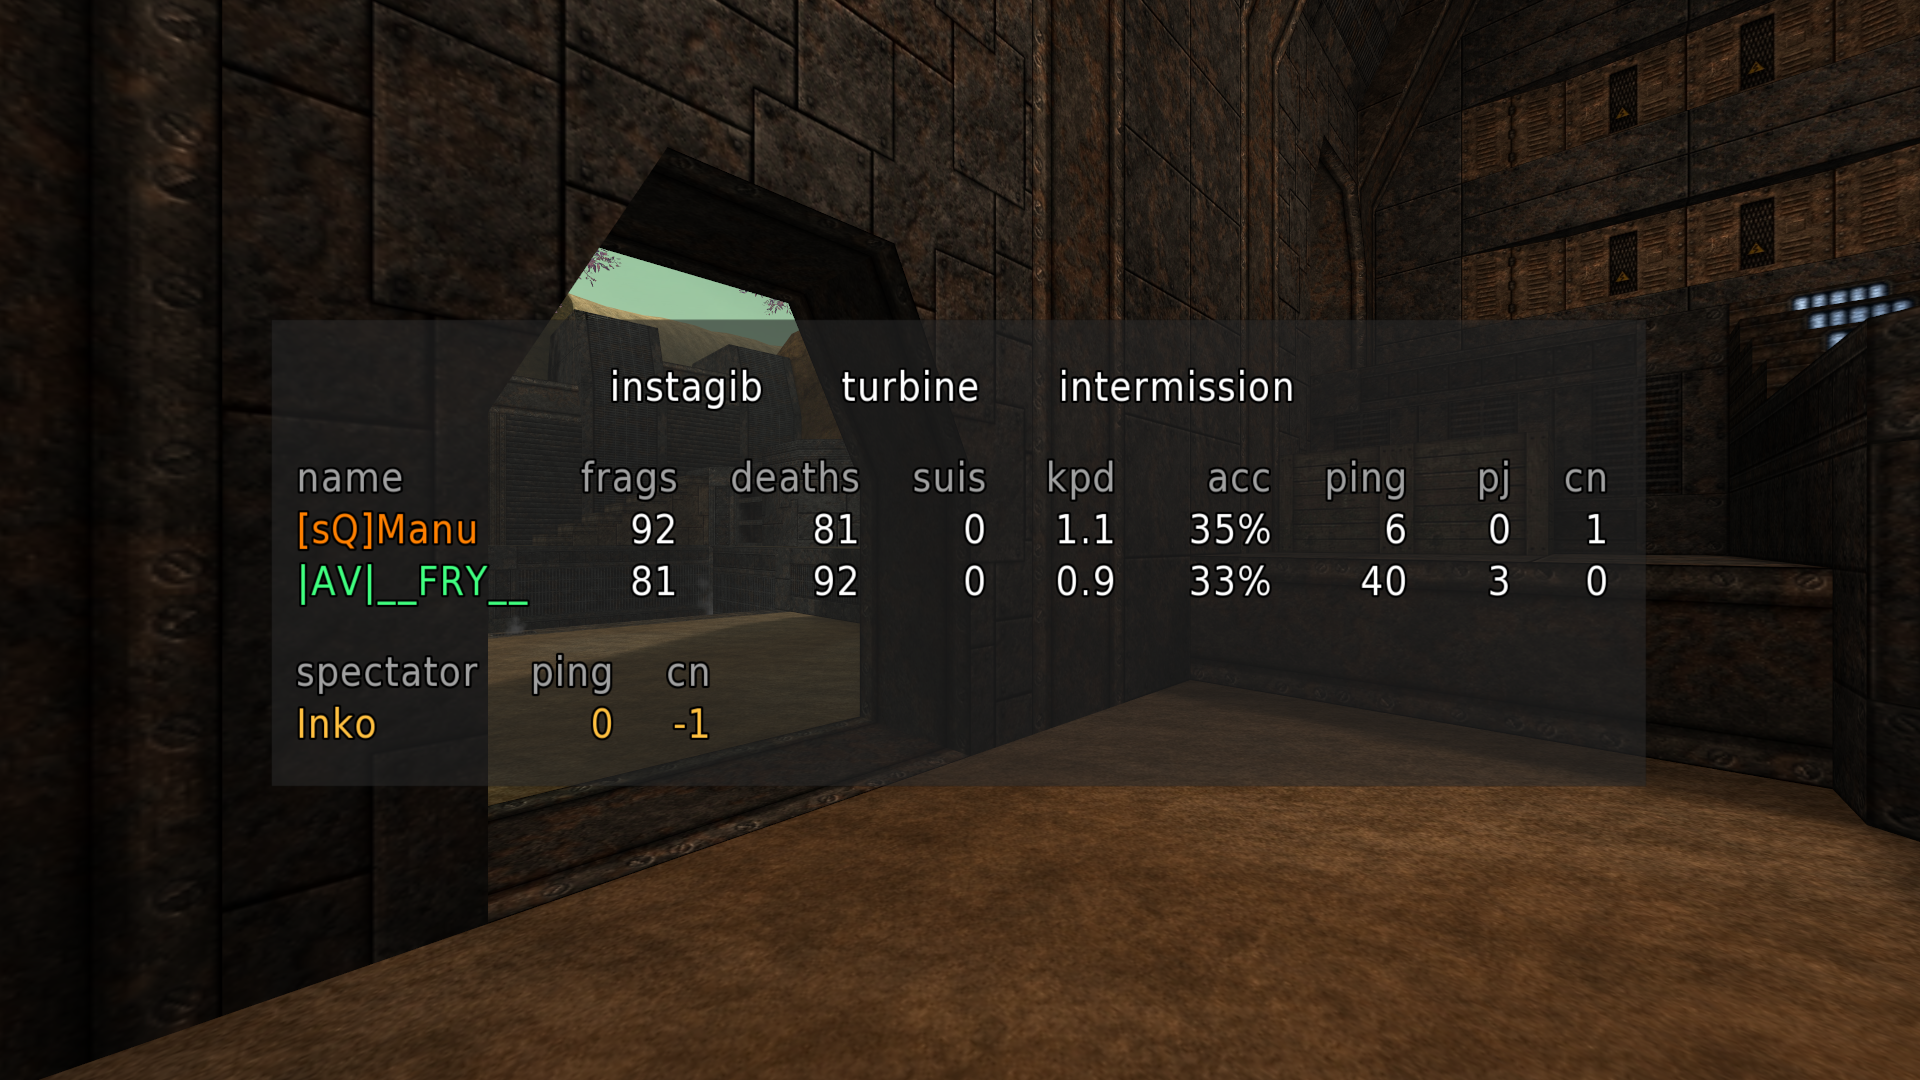 instagib turbine intermission
name frags deaths suis kpd acc ping pj cn
[sQ]Manu 92 81 0 1.1 35% 6 0 1
|AV|__FRY__ 81 92 0 0.9 33% 40 3 0
spectator ping cn
Inko 0 -1